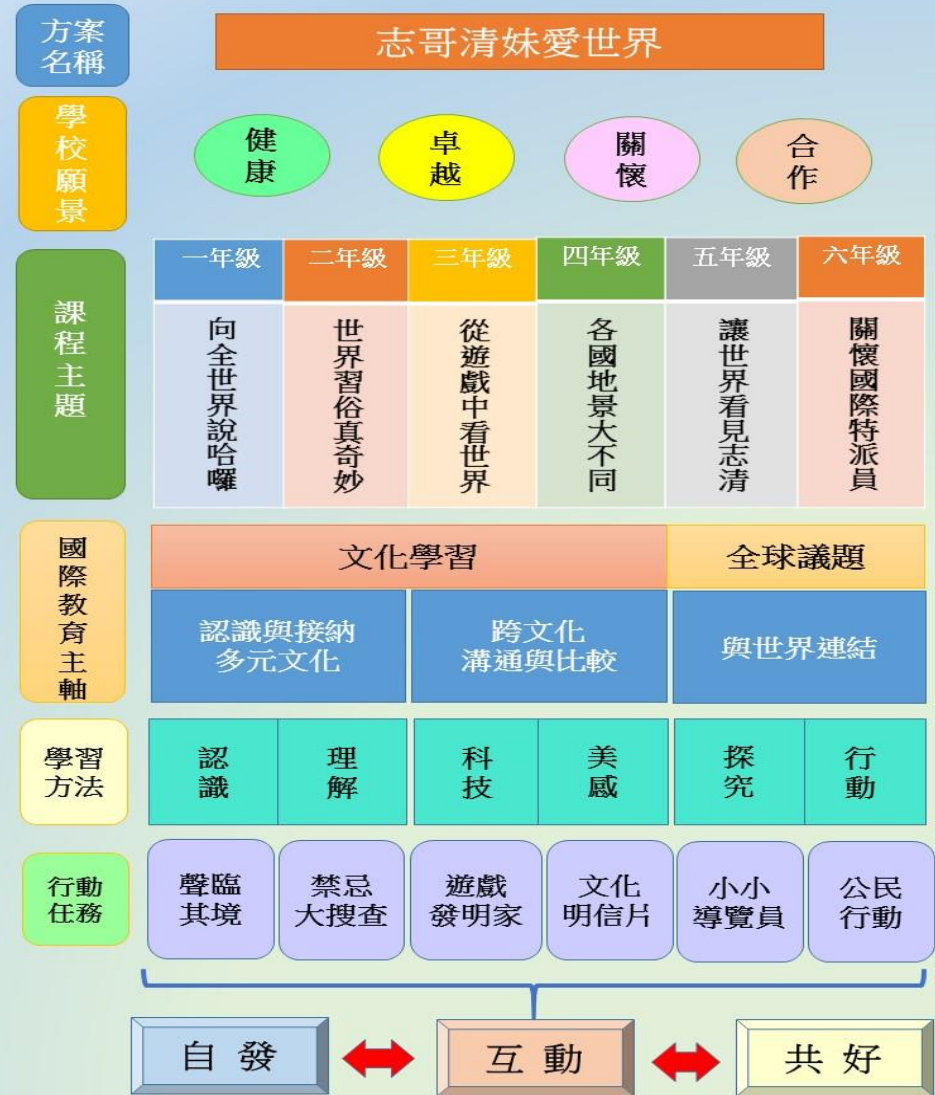 方案
名稱
志哥清妹愛世界
學校願景
健康
卓越
關懷
合作
課程主題
一年級
二年級
三年級
四年級
五年級
六年級
向全世界說哈囉
世界習俗真奇妙
從遊戲中看世界
各國地景大不同
讓世界看見志清
關懷國際特派員
國際教育主軸
文化學習
全球議題
認識與接納
多元文化
跨文化
溝通與比較
與世界連結
學習
方法
認識
理解
科技
美感
探究
行動
行動
任務
聲臨
其境
禁忌
大搜查
遊戲
發明家
文化
明信片
小小
導覽員
公民
行動
自發
互動
共好